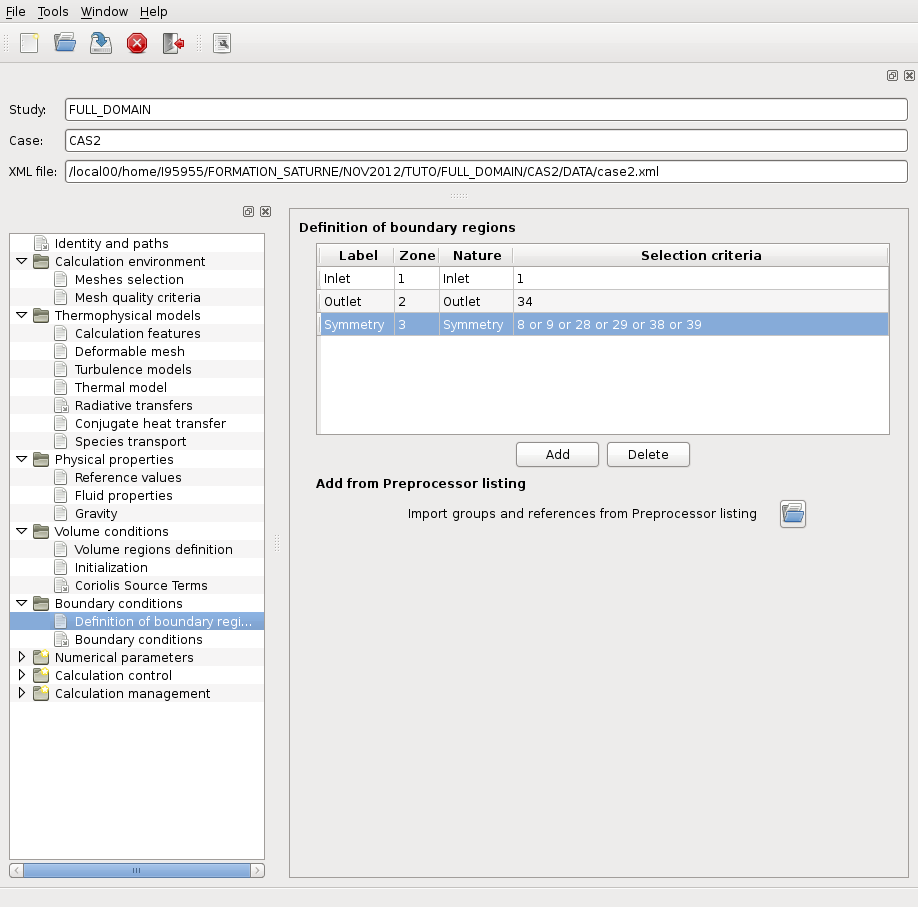 File Tools Window Help
Study: FULL_DOMAIN
Case: CAS2
XML file: /local00/home/I95955/FORMATION_SATURNE/NOV2012/TUTO/FULL_DOMAIN/CAS2/DATA/case2.xml
Identity and paths
Calculation environment
Meshes selection
Mesh quality criteria
Thermophysical models
Calculation features
Deformable mesh
Turbulence models
Thermal model
Radiative transfers
Conjugate heat transfer
Species transport
Physical properties
Reference values
Fluid properties
Gravity
Volume conditions
Volume regions definition
Initialization
Coriolis Source Terms
Boundary conditions
Definition of boundary regi...
Boundary conditions
Numerical parameters
Calculation control
Calculation management
Definition of boundary regions
Label Zone Nature Selection criteria
Inlet 1 Inlet 1
Outlet 2 Outlet 34
Symmetry 3 Symmetry 8 or 9 or 28 or 29 or 38 or 39
Add Delete
Add from Preprocessor listing
Import groups and references from Preprocessor listing